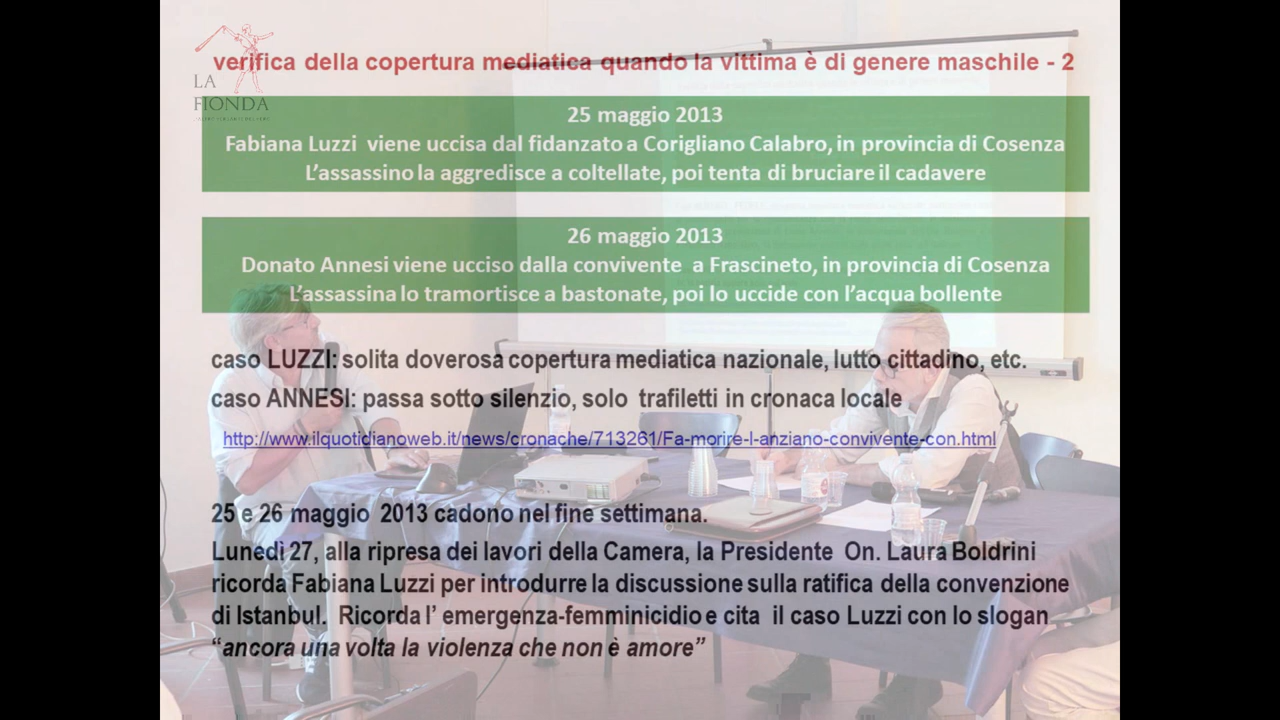 verifica della copertura mediatica quando la vittima è di genere maschile - 2
LA
FIONDA
25 maggio 2013
Fabiana Luzzi viene uccisa dal fidanzato a Corigliano Calabro, in provincia di Cosenza
L'assassino la aggredisce a coltellate, poi tenta di bruciare il cadavere
26 maggio 2013
Donato Annesi viene ucciso dalla convivente a Frascineto, in provincia di Cosenza
L'assassina lo tramortisce a bastonate, poi lo uccide con l'acqua bollente
caso LUZZI: solita doverosa copertura mediatica nazionale, lutto cittadino, etc.
caso ANNESI: passa sotto silenzio, solo trafiletti in cronaca locale
http://www.ilquotidianoweb.it/news/cronache/713261/Fa-morire-l-anziano-convivente-con.html
25 e 26 maggio 2013 cadono nel fine settimana.
Lunedì 27, alla ripresa dei lavori della Camera, la Presidente On. Laura Boldrini
ricorda Fabiana Luzzi per introdurre la discussione sulla ratifica della convenzione
di Istanbul. Ricorda l' emergenza-femminicidio e cita il caso Luzzi con lo slogan
"ancora una volta la violenza che non è amore"